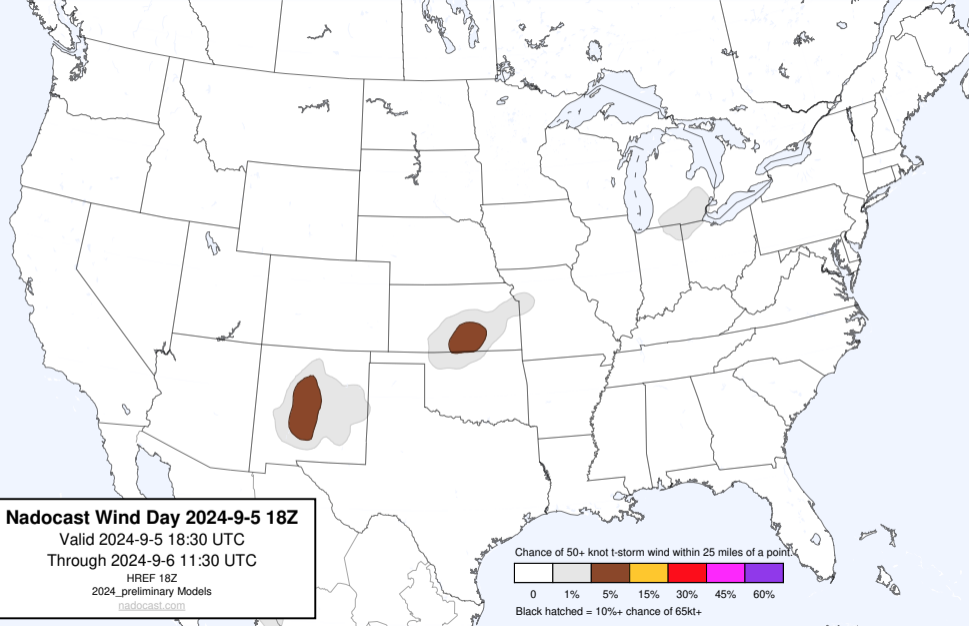 Nadocast Wind Day 2024-9-5 18Z
Valid 2024-9-5 18:30 UTC
Through 2024-9-6 11:30 UTC
HREF 18Z
2024_preliminary Models
nadocast.com
Chance of 50+ knot t-storm wind within 25 miles of a point.
0 1% 5% 15% 30% 45% 60%
Black hatched = 10%+ chance of 65kt+